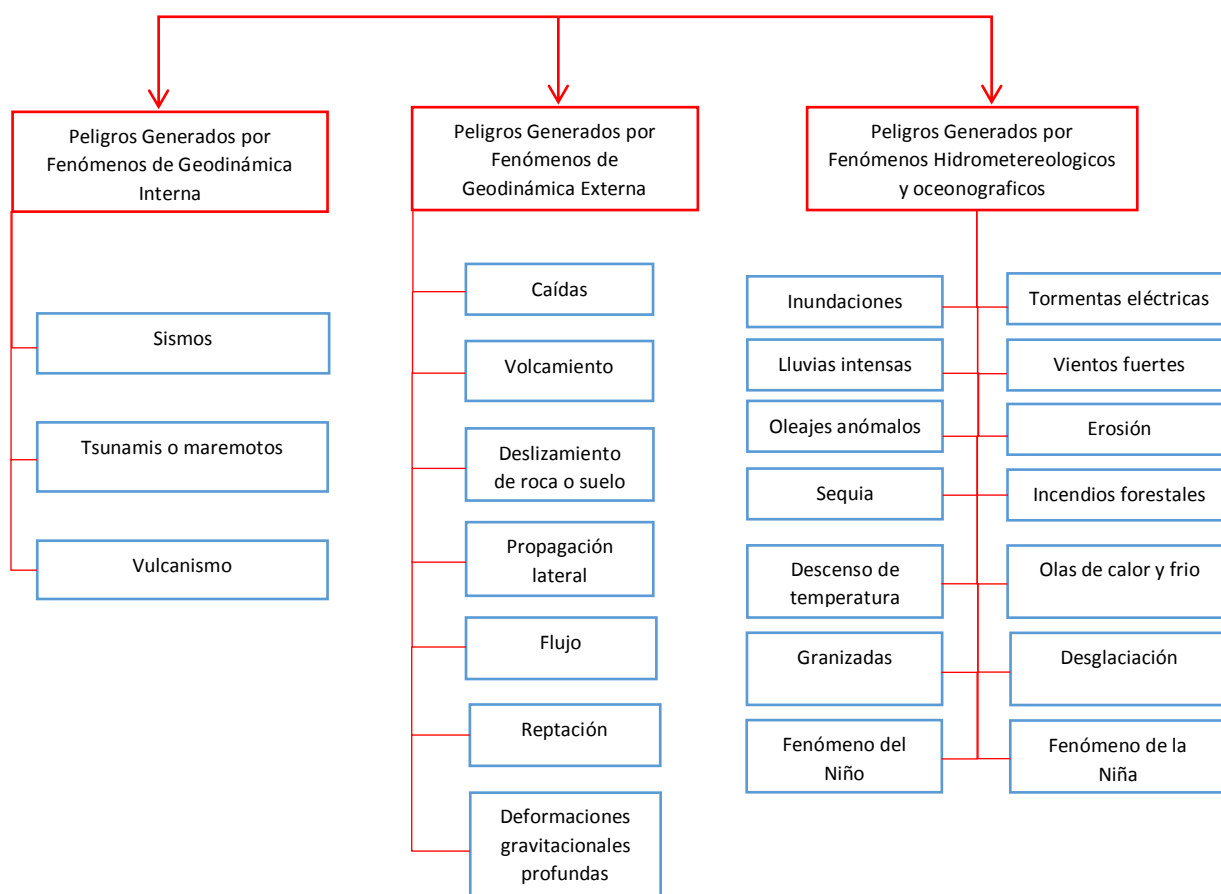 Peligros Generados por
Fenómenos de Geodinámica
Interna
Sismos
Tsunamis o maremotos
Vulcanismo
Peligros Generados por
Fenómenos de
Geodinámica Externa
Caídas
Volcamiento
Deslizamiento
de roca o suelo
Propagación
lateral
Flujo
Reptación
Deformaciones
gravitacionales
profundas
Peligros Generados por
Fenómenos Hidrometereologicos
y oceonograficos
Inundaciones
Tormentas eléctricas
Lluvias intensas
Vientos fuertes
Oleajes anómalos
Erosión
Sequia
Incendios forestales
Descenso de
temperatura
Olas de calor y frio
Granizadas
Desglaciación
Fenómeno del
Niño
Fenómeno de la
Niña